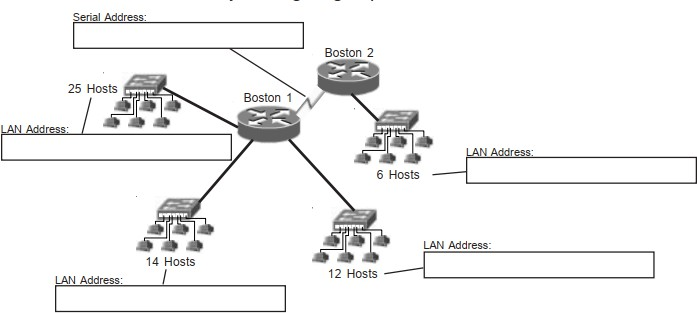 Serial Address:
Boston 2
25 Hosts
Boston 1
LAN Address:
LAN Address:
6 Hosts
LAN Address:
14 Hosts
12 Hosts
LAN Address: